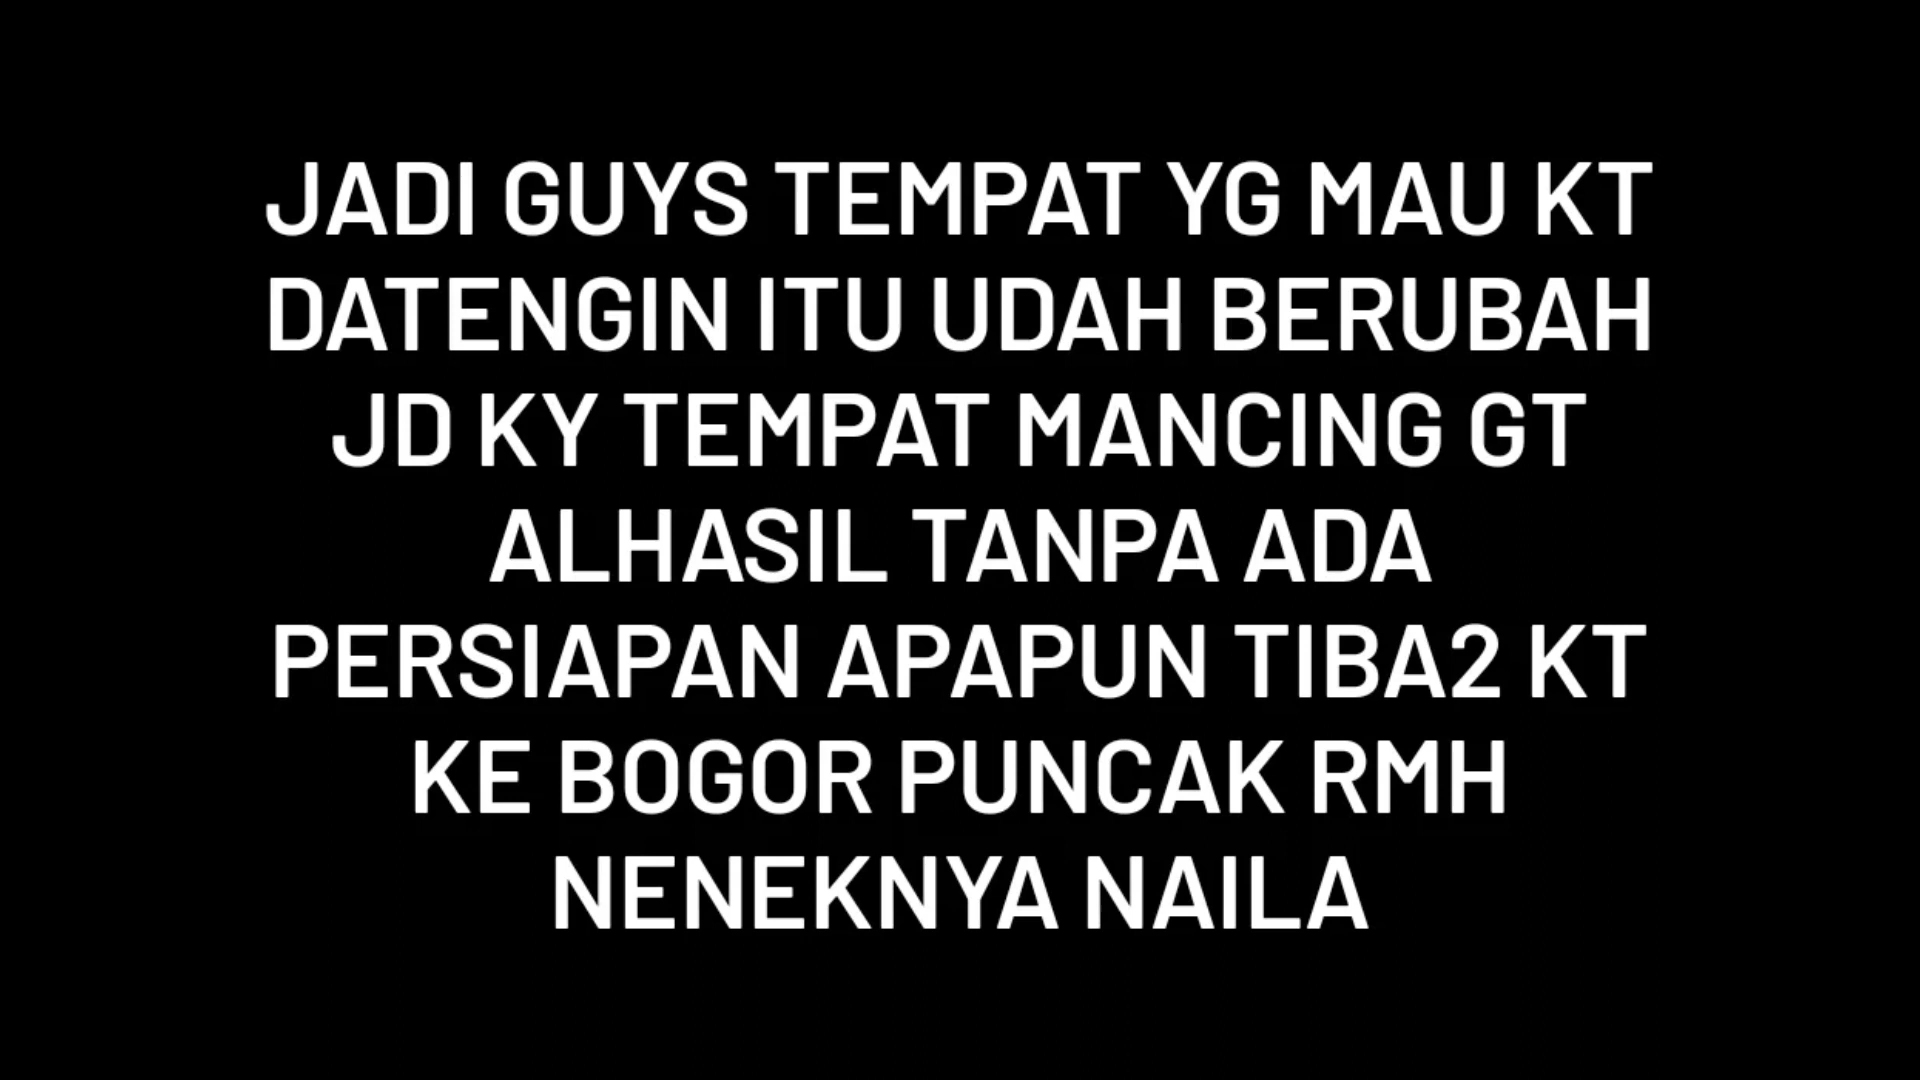 JADI GUYS TEMPAT YG MAU KT
DATENGIN ITU UDAH BERUBAH
JD KY TEMPAT MANCING GT
ALHASIL TANPA ADA
PERSIAPAN APAPUN TIBA2 KT
KE BOGOR PUNCAK RMH
NENEKNYA NAILA